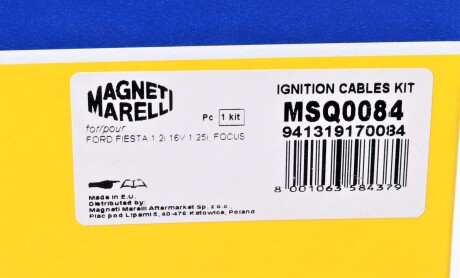 MAGNETI
MARELLI
for/pour
FORD FIESTA 1.2i 16V 1.25i, FOCUS
Pc 1 kit
IGNITION CABLES KIT
MSQ0084
941319170084
8 001063 584379
Made in E.U.
Distributed by:
Magneti Marelli Aftermarket Sp. z o.o.,
Plac pod Lipami 5, 40-476 Katowice, Poland